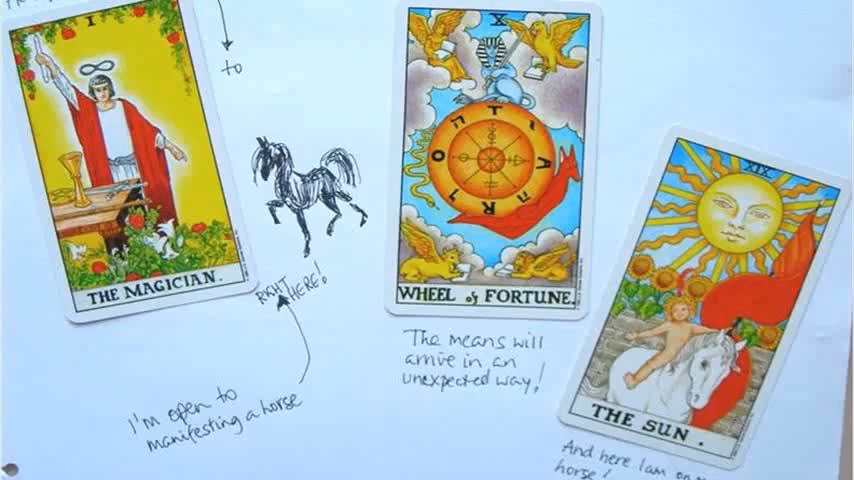 to
I
THE MAGICIAN.
RIGHT HERE!
I'm open to
manifesting a horse
X
WHEEL of FORTUNE.
The means will
arrive in an
unexpected way!
XIX
THE SUN.
And here I am on
horse!